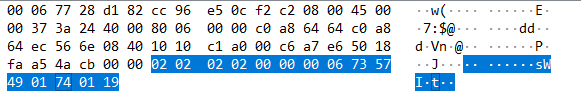 00 06 77 28 d1 82 cc 96 e5 0c f2 c2 08 00 45 00 ··w(···· ······E·
00 37 3a 24 40 00 80 06 00 00 c0 a8 64 64 c0 a8 ·7:$@··· ····dd··
64 ec 56 6e 08 40 10 10 c1 a0 00 c6 a7 e6 50 18 d·Vn·@·· ······P·
fa a5 4a cb 00 00 02 02 02 02 00 00 00 06 73 57 ··J····· ······sW
49 01 74 01 19 I·t··